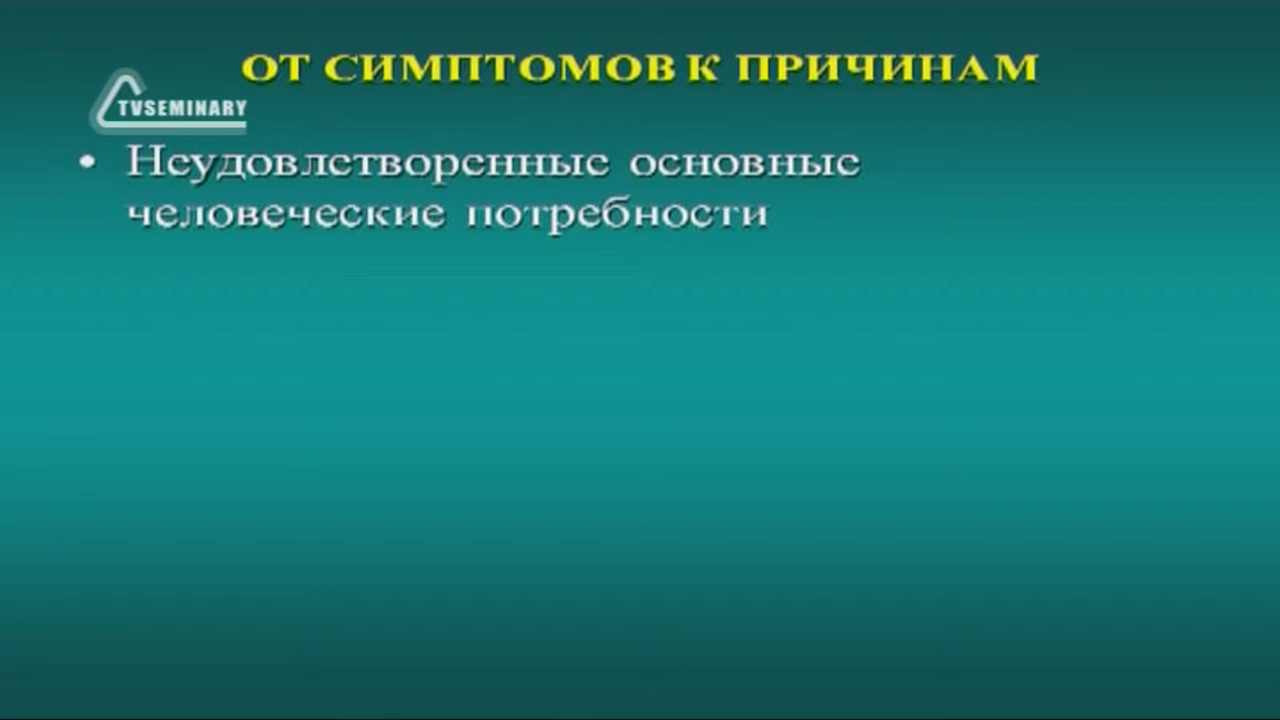 ОТ СИМПТОМОВ К ПРИЧИНАМ
TVSEMINARY
• Неудовлетворенные основные
человеческие потребности